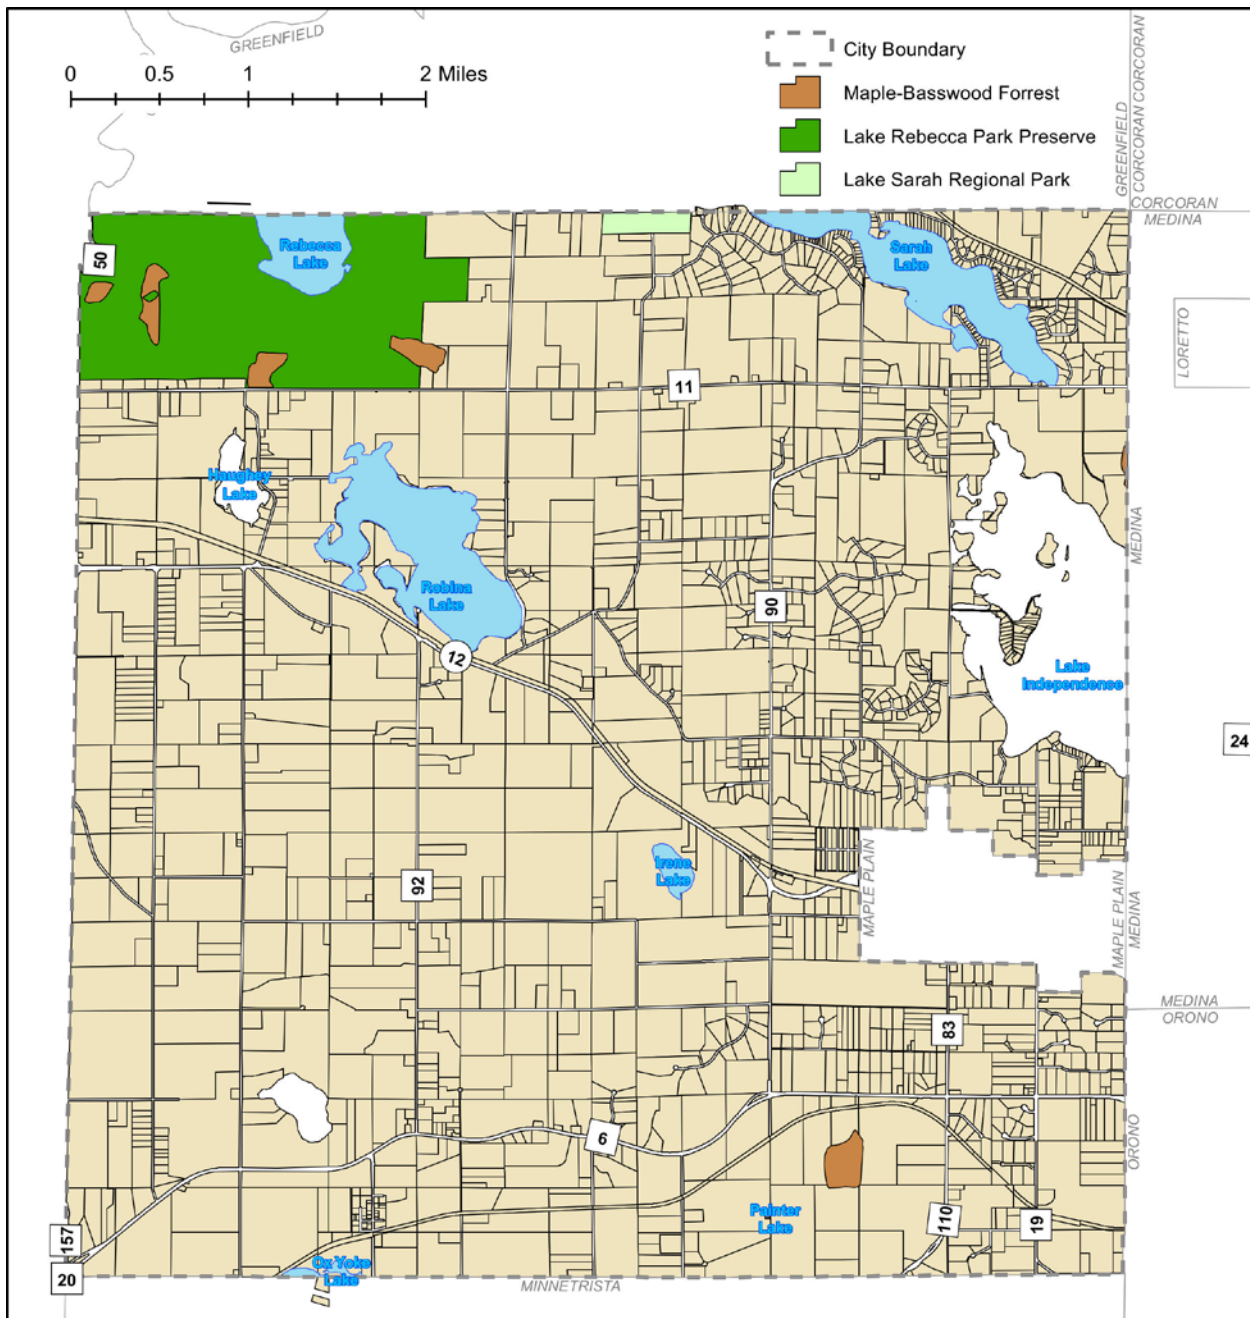 GREENFIELD
0 0.5 1 2 Miles
City Boundary
Maple-Basswood Forrest
Lake Rebecca Park Preserve
Lake Sarah Regional Park
GREENFIELD
CORCORAN CORCORAN
CORCORAN
MEDINA
50
Rebecca
Lake
Sarah
Lake
LORETTO
11
Haughey
Lake
MEDINA
Robina
Lake
90
12
Lake
Independence
24
Irene
Lake
92
MAPLE PLAIN
MAPLE PLAIN
MEDINA
MEDINA
ORONO
83
6
ORONO
Painter
Lake
110
19
157
20
Ox Yoke
Lake
MINNETRISTA